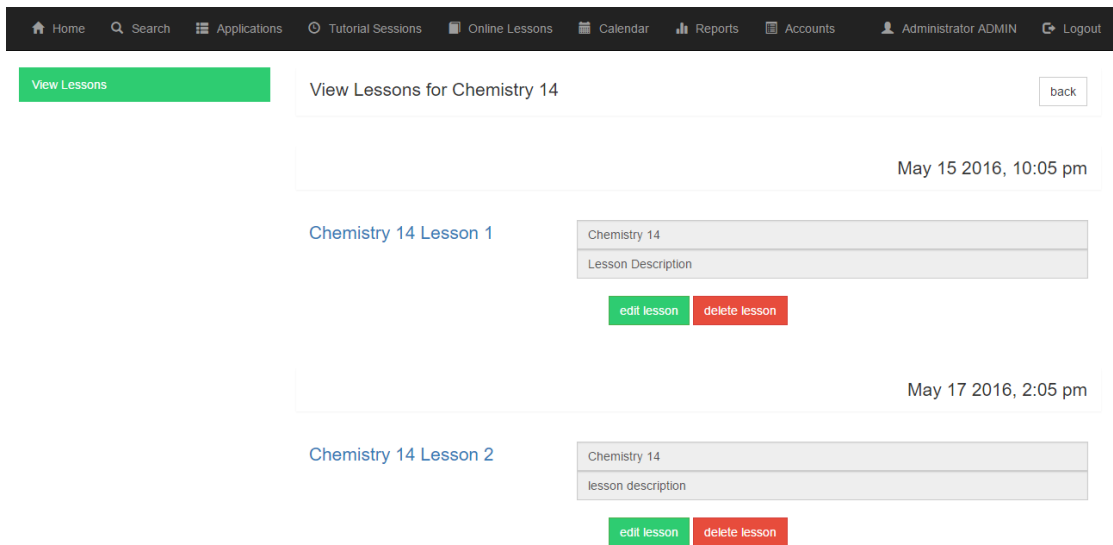 Home Search Applications Tutorial Sessions Online Lessons Calendar Reports Accounts Administrator ADMIN Logout
View Lessons
View Lessons for Chemistry 14 back
May 15 2016, 10:05 pm
Chemistry 14 Lesson 1 Chemistry 14
Lesson Description
edit lesson delete lesson
May 17 2016, 2:05 pm
Chemistry 14 Lesson 2 Chemistry 14
lesson description
edit lesson delete lesson